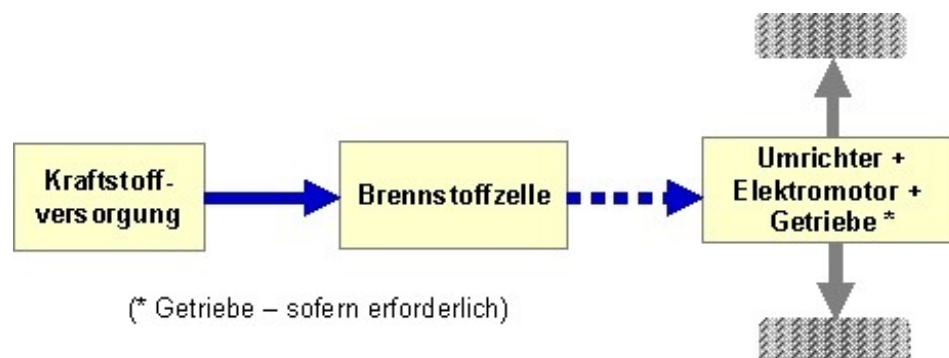 Kraftstoff-
versorgung
Brennstoffzelle
Umrichter +
Elektromotor +
Getriebe *
(* Getriebe – sofern erforderlich)